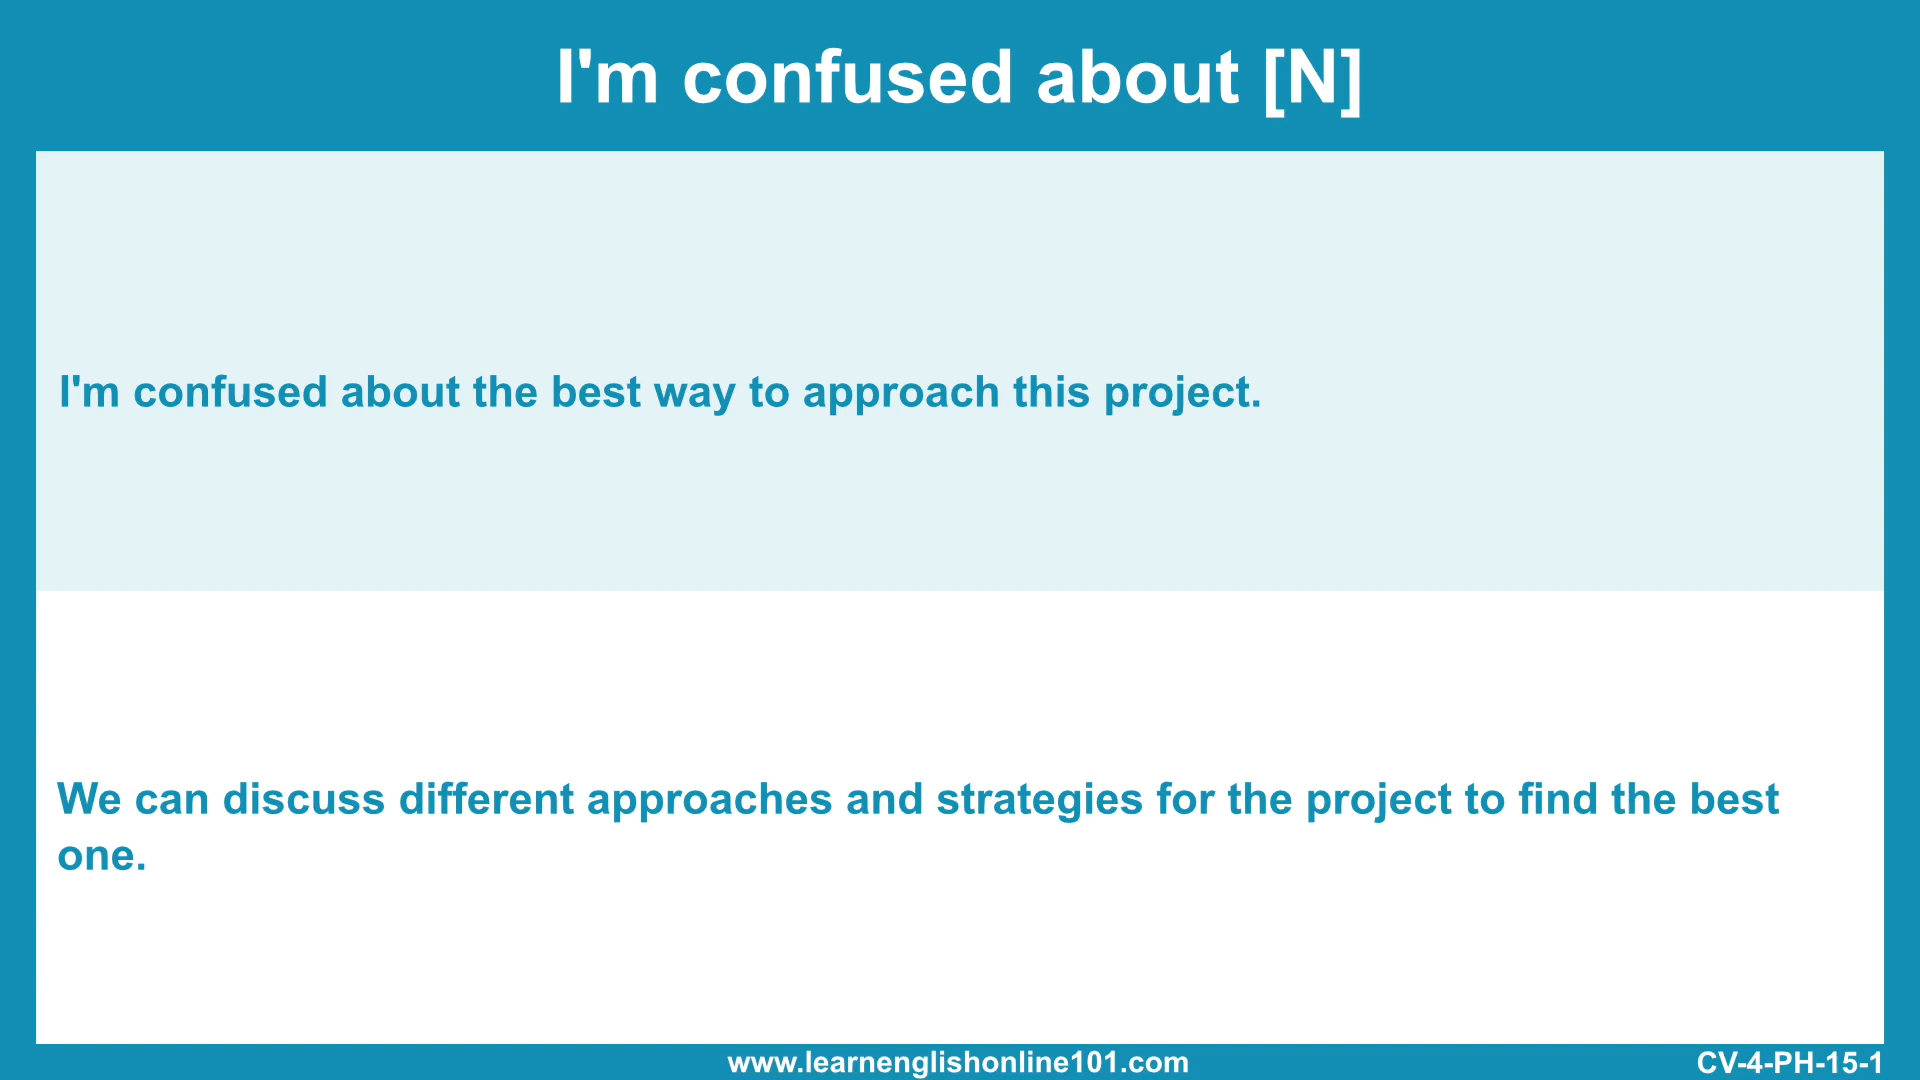 I'm confused about [N]
I'm confused about the best way to approach this project.
We can discuss different approaches and strategies for the project to find the best
one.
www.learnenglishonline101.com
CV-4-PH-15-1